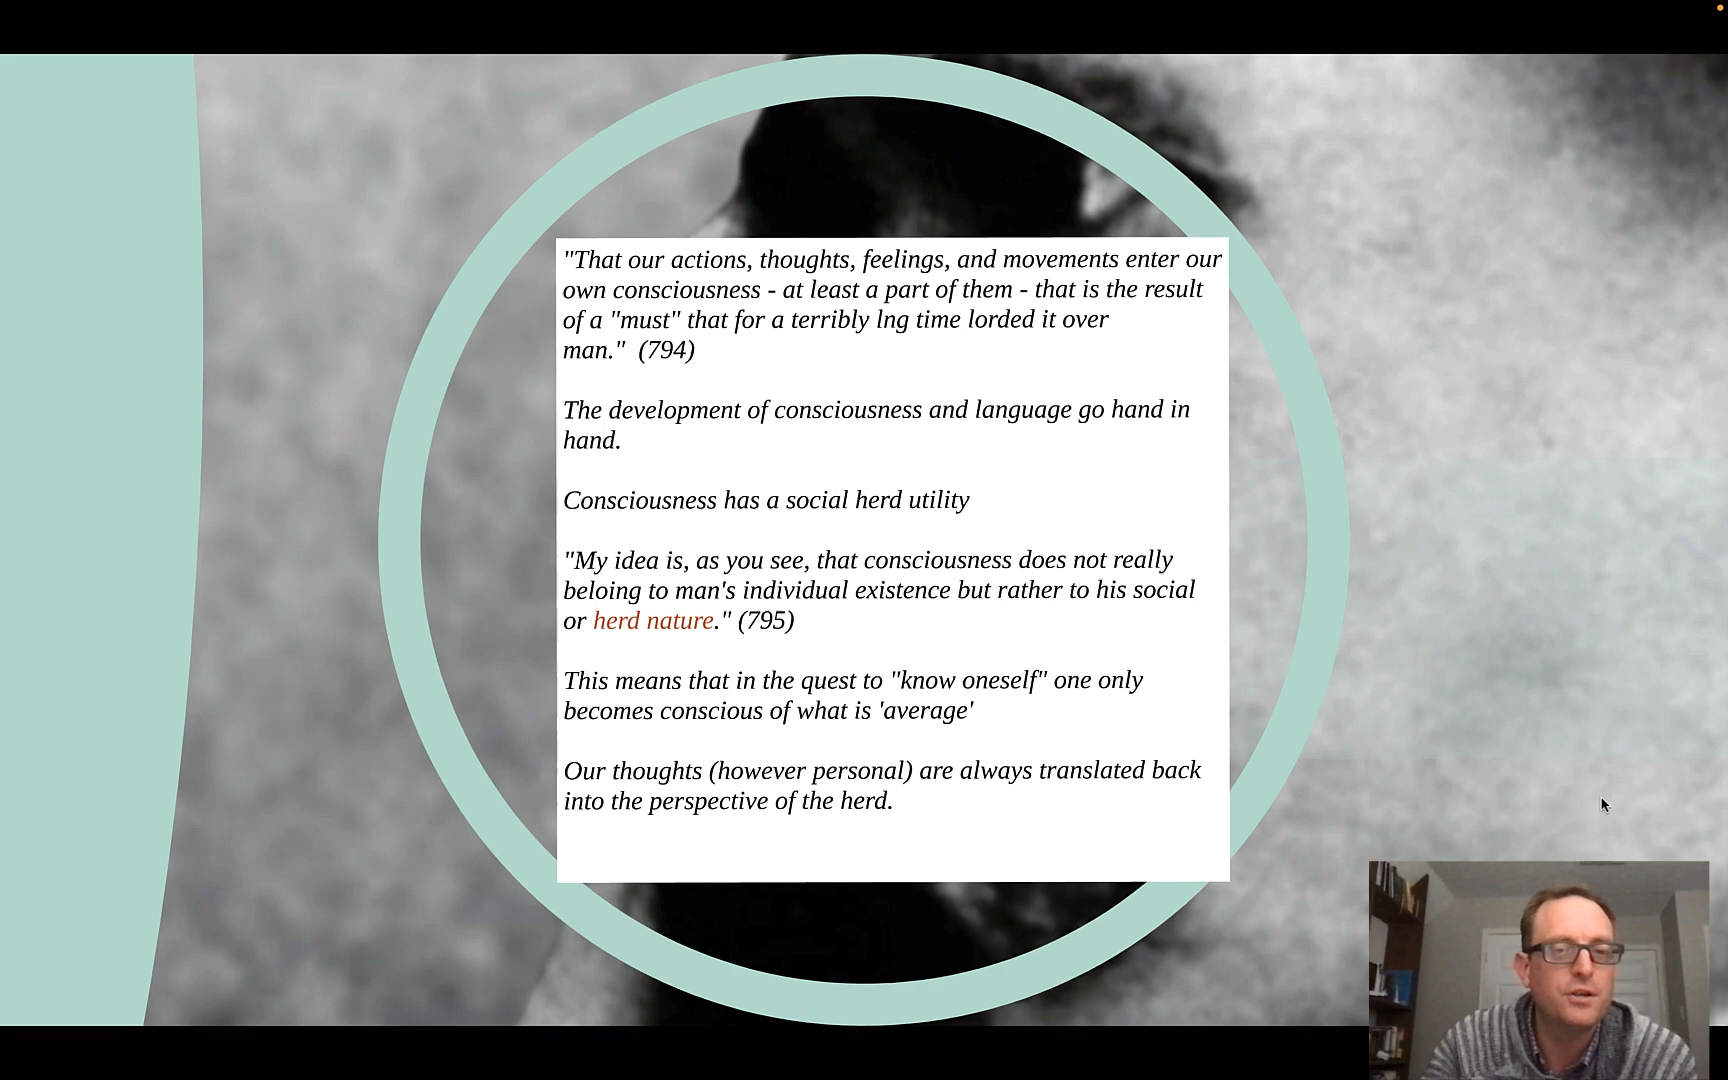 "That our actions, thoughts, feelings, and movements enter our
own consciousness - at least a part of them - that is the result
of a "must" that for a terribly lng time lorded it over
man."  (794)
The development of consciousness and language go hand in
hand.
Consciousness has a social herd utility
"My idea is, as you see, that consciousness does not really
beloing to man's individual existence but rather to his social
or herd nature." (795)
This means that in the quest to "know oneself" one only
becomes conscious of what is 'average'
Our thoughts (however personal) are always translated back
into the perspective of the herd.